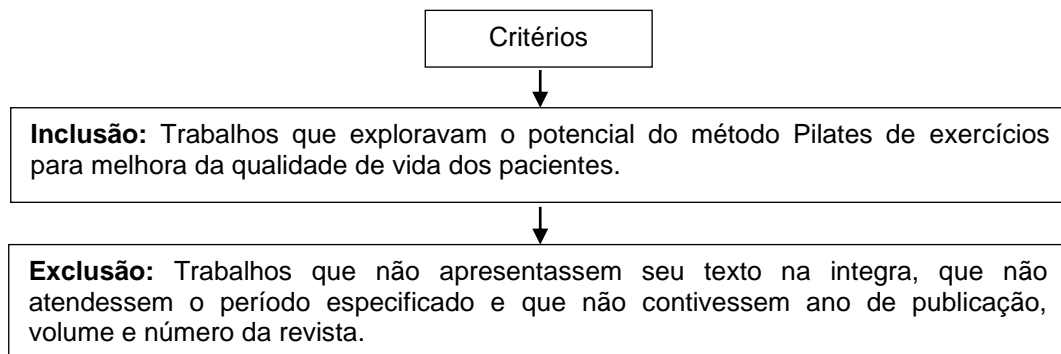 Critérios
Inclusão: Trabalhos que exploravam o potencial do método Pilates de exercícios
para melhora da qualidade de vida dos pacientes.
Exclusão: Trabalhos que não apresentassem seu texto na integra, que não
atendessem o período especificado e que não contivessem ano de publicação,
volume e número da revista.